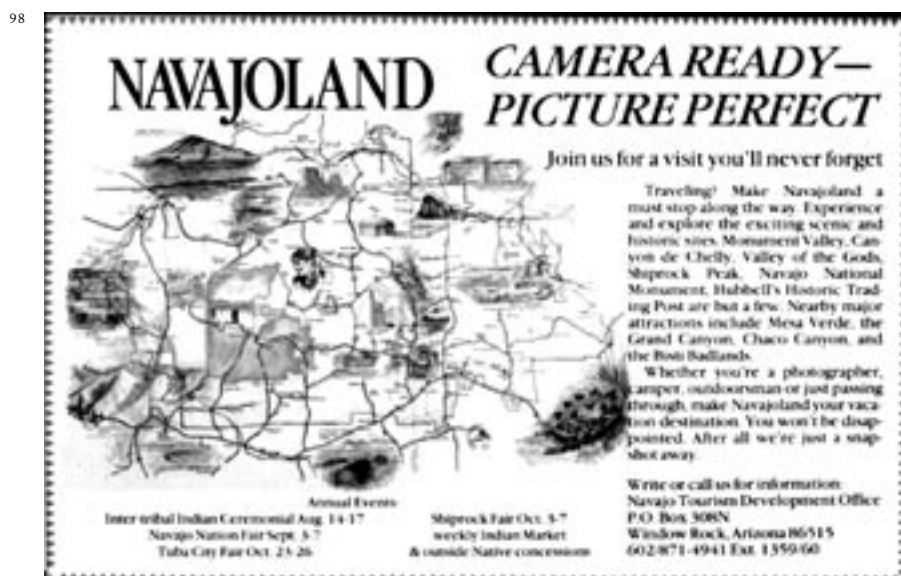 98
NAVAJOLAND
CAMERA READY—
PICTURE PERFECT
Join us for a visit you'll never forget
Traveling? Make Navajoland a
must stop along the way. Experience
and explore the exciting scenic and
historic sites. Monument Valley, Can-
yon de Chelly, Valley of the Gods,
Shiprock Peak, Navajo National
Monument, Hubbell's Historic Trad-
ing Post are but a few. Nearby major
attractions include Mesa Verde, the
Grand Canyon, Chaco Canyon, and
the Bisti Badlands.
Whether you're a photographer,
camper, outdoorsman or just passing
through, make Navajoland your vaca-
tion destination. You won't be disap-
pointed. After all we're just a snap-
shot away.
Write or call us for information:
Navajo Tourism Development Office
P.O. Box 308N
Window Rock, Arizona 86515
602/871-4941 Ext. 1359/60
Annual Events:
Inter-tribal Indian Ceremonial Aug. 14-17
Navajo Nation Fair Sept. 3-7
Tuba City Fair Oct. 23-26
Shiprock Fair Oct.
weekly Indian Market
& outside Native concessions